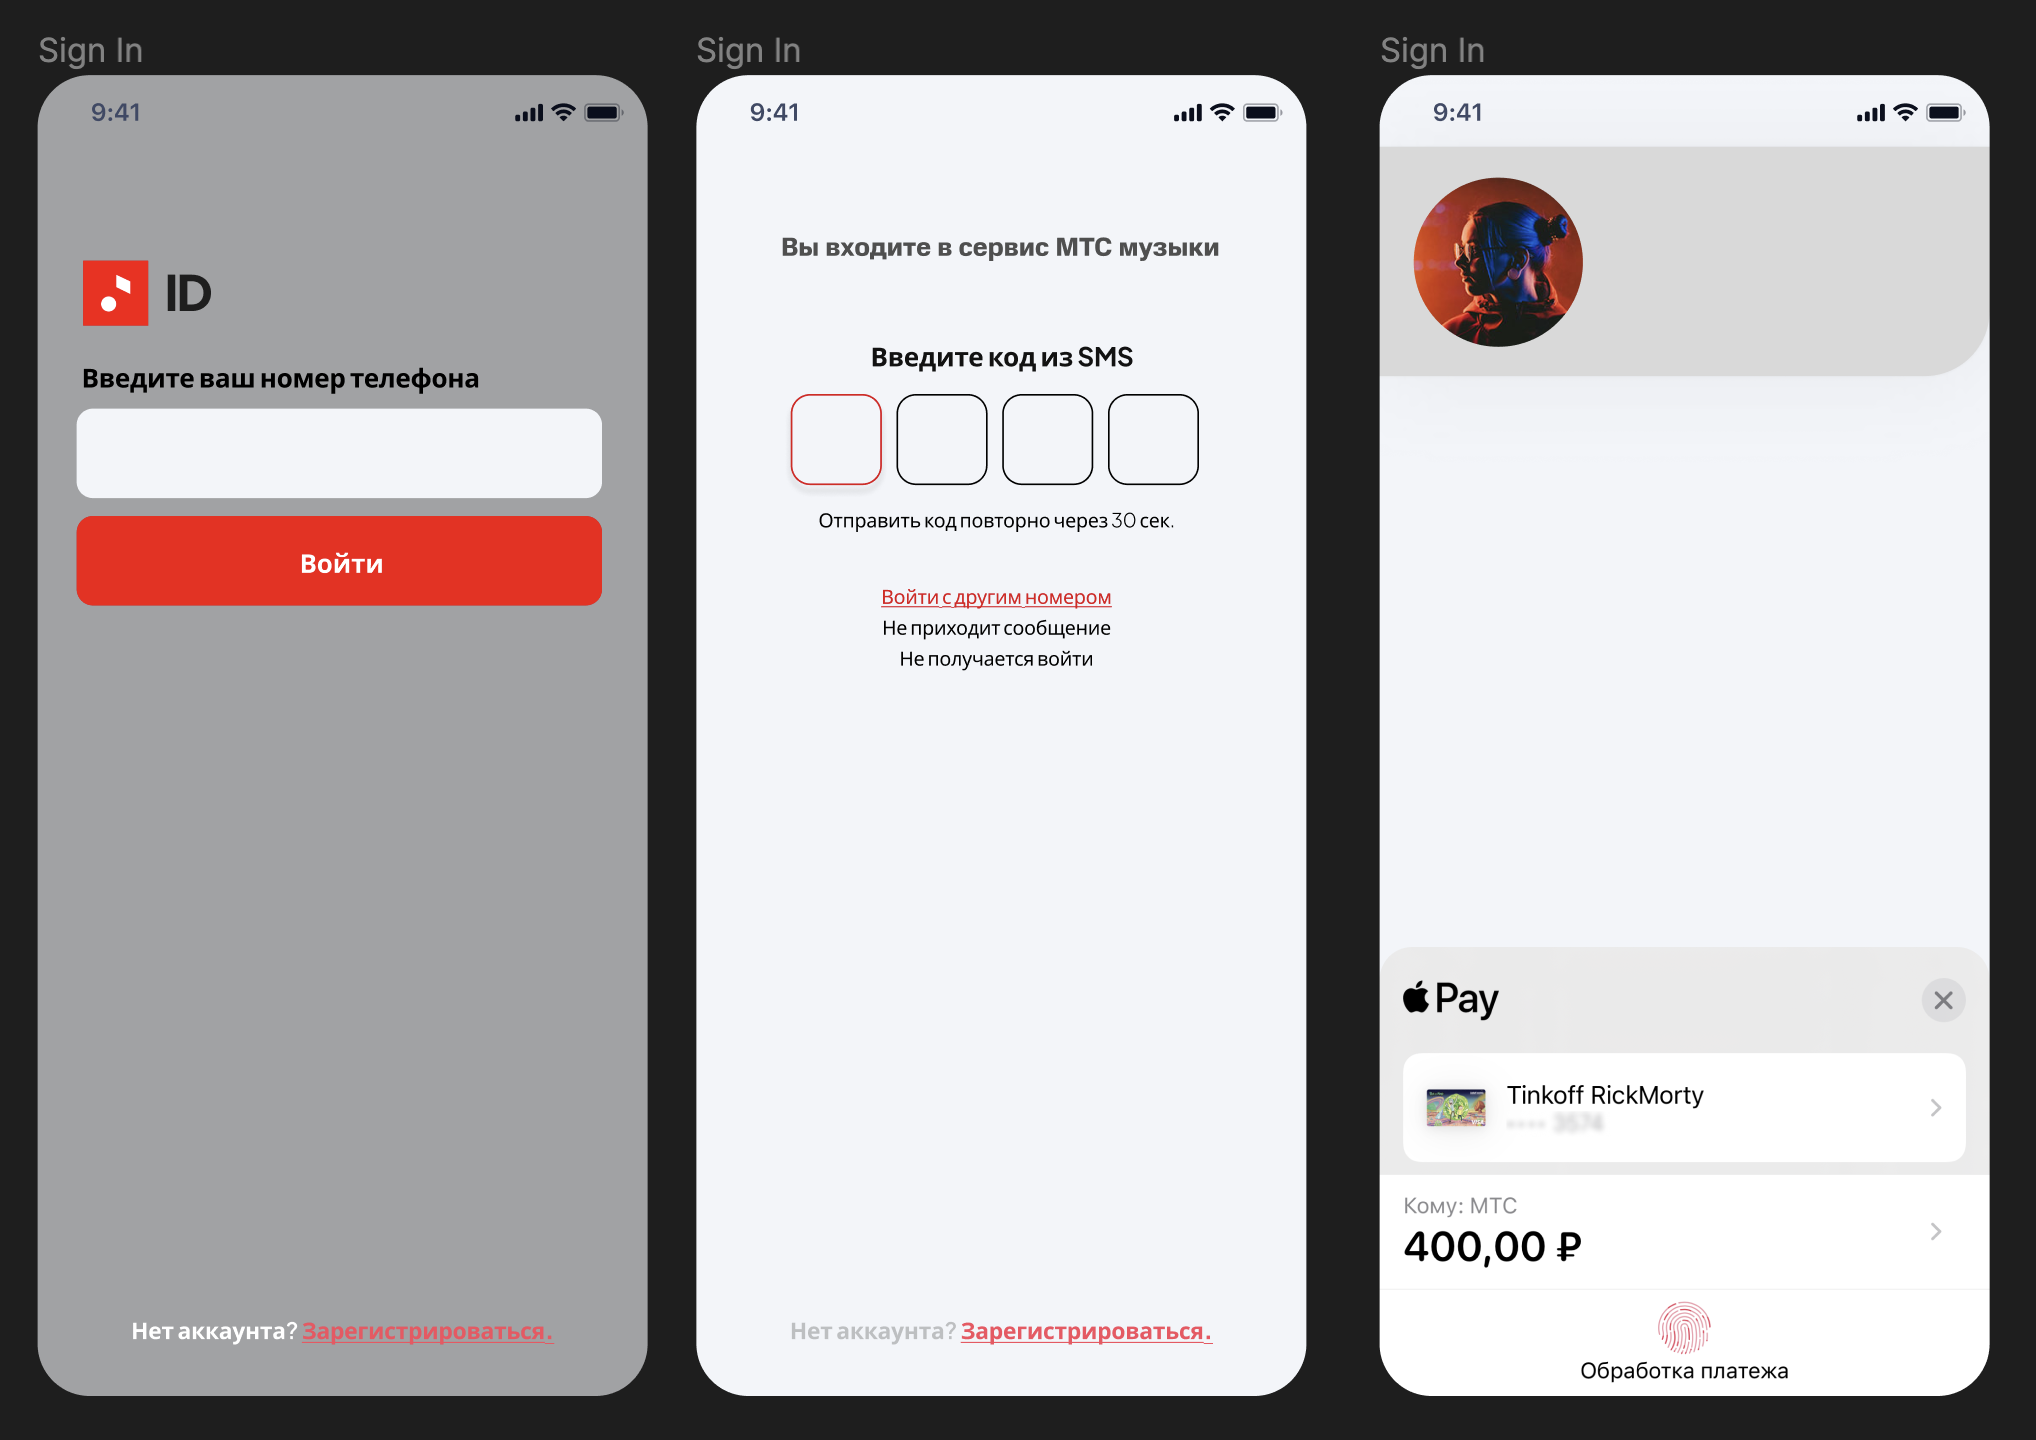 Sign In
9:41
ID
Введите ваш номер телефона
Войти
Нет аккаунта? Зарегистрироваться.
Sign In
9:41
Вы входите в сервис МТС музыки
Введите код из SMS
Отправить код повторно через 30 сек.
Войти с другим номером
Не приходит сообщение
Не получается войти
Нет аккаунта? Зарегистрироваться.
Sign In
9:41
Pay
Tinkoff RickMorty
•••• 3574
Кому: МТС
400,00 ₽
Обработка платежа